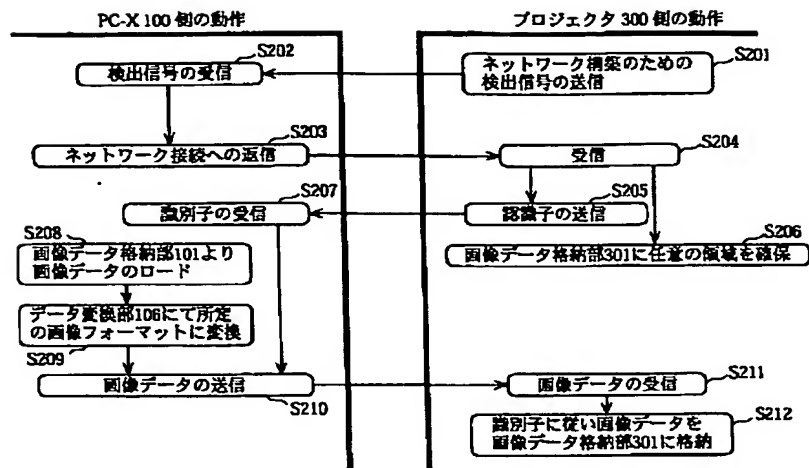 PC-X 100 側の動作
プロジェクタ 300 側の動作
S201
ネットワーク構築のための
検出信号の送信
S202
検出信号の受信
S203
ネットワーク接続への返信
S204
受信
S205
認識子の送信
S206
画像データ格納部301に任意の領域を確保
S207
識別子の受信
S208
画像データ格納部101より
画像データのロード
データ変換部106にて所定
の画像フォーマットに変換
S209
画像データの送信
S210
S211
画像データの受信
S212
識別子に従い画像データを
画像データ格納部301に格納